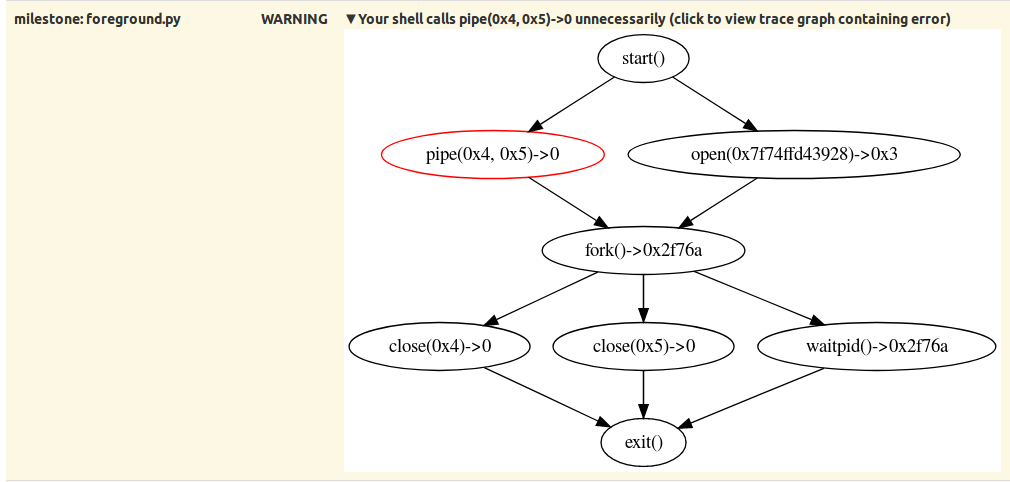 milestone: foreground.py WARNING ▼Your shell calls pipe(0x4, 0x5)->0 unnecessarily (click to view trace graph containing error)
start()
pipe(0x4, 0x5)->0 open(0x7f74ffd43928)->0x3
fork()->0x2f76a
close(0x4)->0 close(0x5)->0 waitpid()->0x2f76a
exit()